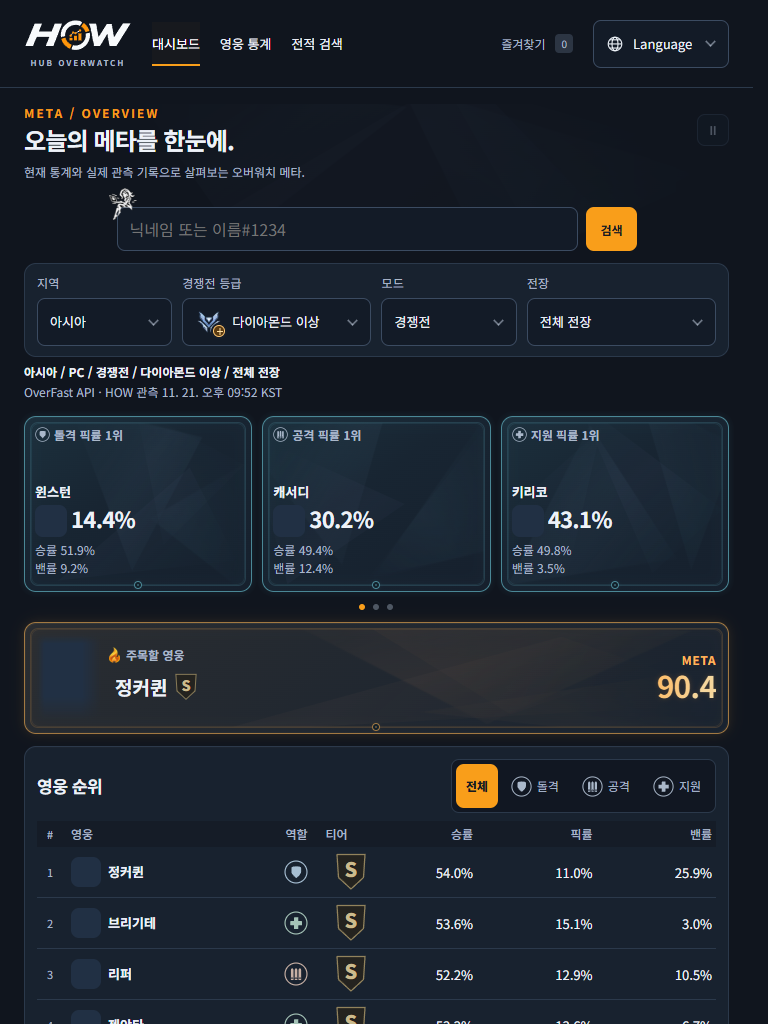 HOW
HUB OVERWATCH
대시보드 영웅 통계 전적 검색 즐겨찾기 0 Language
META / OVERVIEW
오늘의 메타를 한눈에.
현재 통계와 실제 관측 기록으로 살펴보는 오버워치 메타.
닉네임 또는 이름#1234 검색
지역 경쟁전 등급 모드 전장
아시아 다이아몬드 이상 경쟁전 전체 전장
아시아 / PC / 경쟁전 / 다이아몬드 이상 / 전체 전장
OverFast API · HOW 관측 11. 21. 오후 09:52 KST
돌격 픽률 1위
윈스턴
14.4%
승률 51.9%
밴률 9.2%
공격 픽률 1위
캐서디
30.2%
승률 49.4%
밴률 12.4%
지원 픽률 1위
키리코
43.1%
승률 49.8%
밴률 3.5%
주목할 영웅
정커퀸 S
META
90.4
영웅 순위 전체 돌격 공격 지원
# 영웅 역할 티어 승률 픽률 밴률
1 정커퀸 S 54.0% 11.0% 25.9%
2 브리기테 S 53.6% 15.1% 3.0%
3 리퍼 S 52.2% 12.9% 10.5%